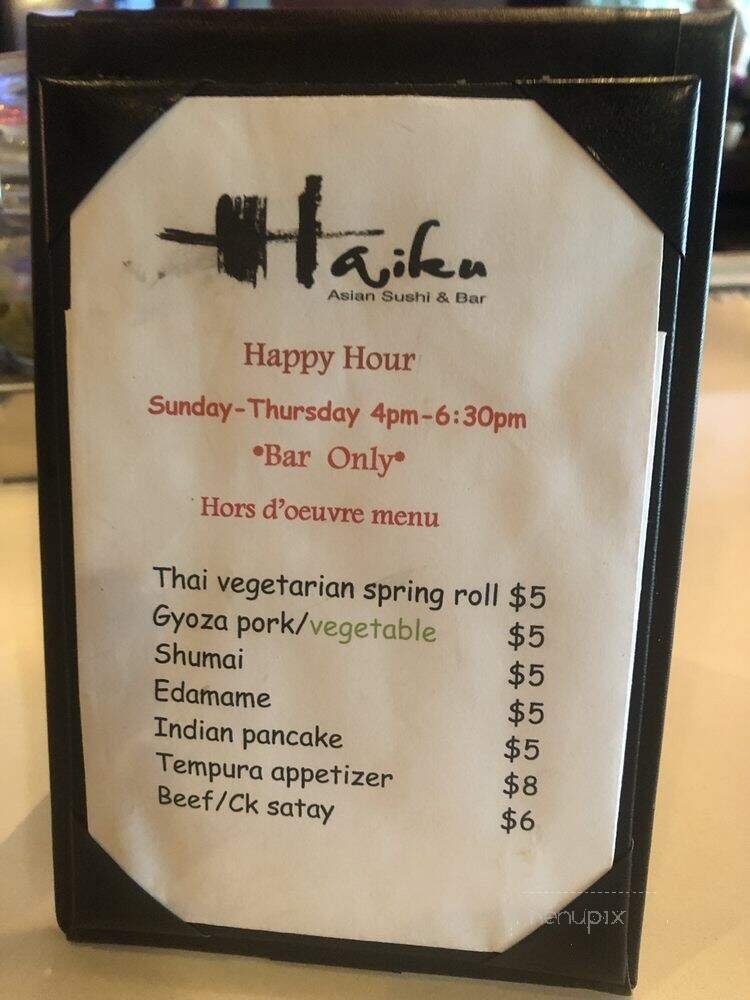 Haiku
Asian Sushi & Bar
Happy Hour
Sunday-Thursday 4pm-6:30pm
•Bar Only•
Hors d'oeuvre menu
Thai vegetarian spring roll $5
Gyoza pork/vegetable $5
Shumai $5
Edamame $5
Indian pancake $5
Tempura appetizer $8
Beef/Ck satay $6
menupix